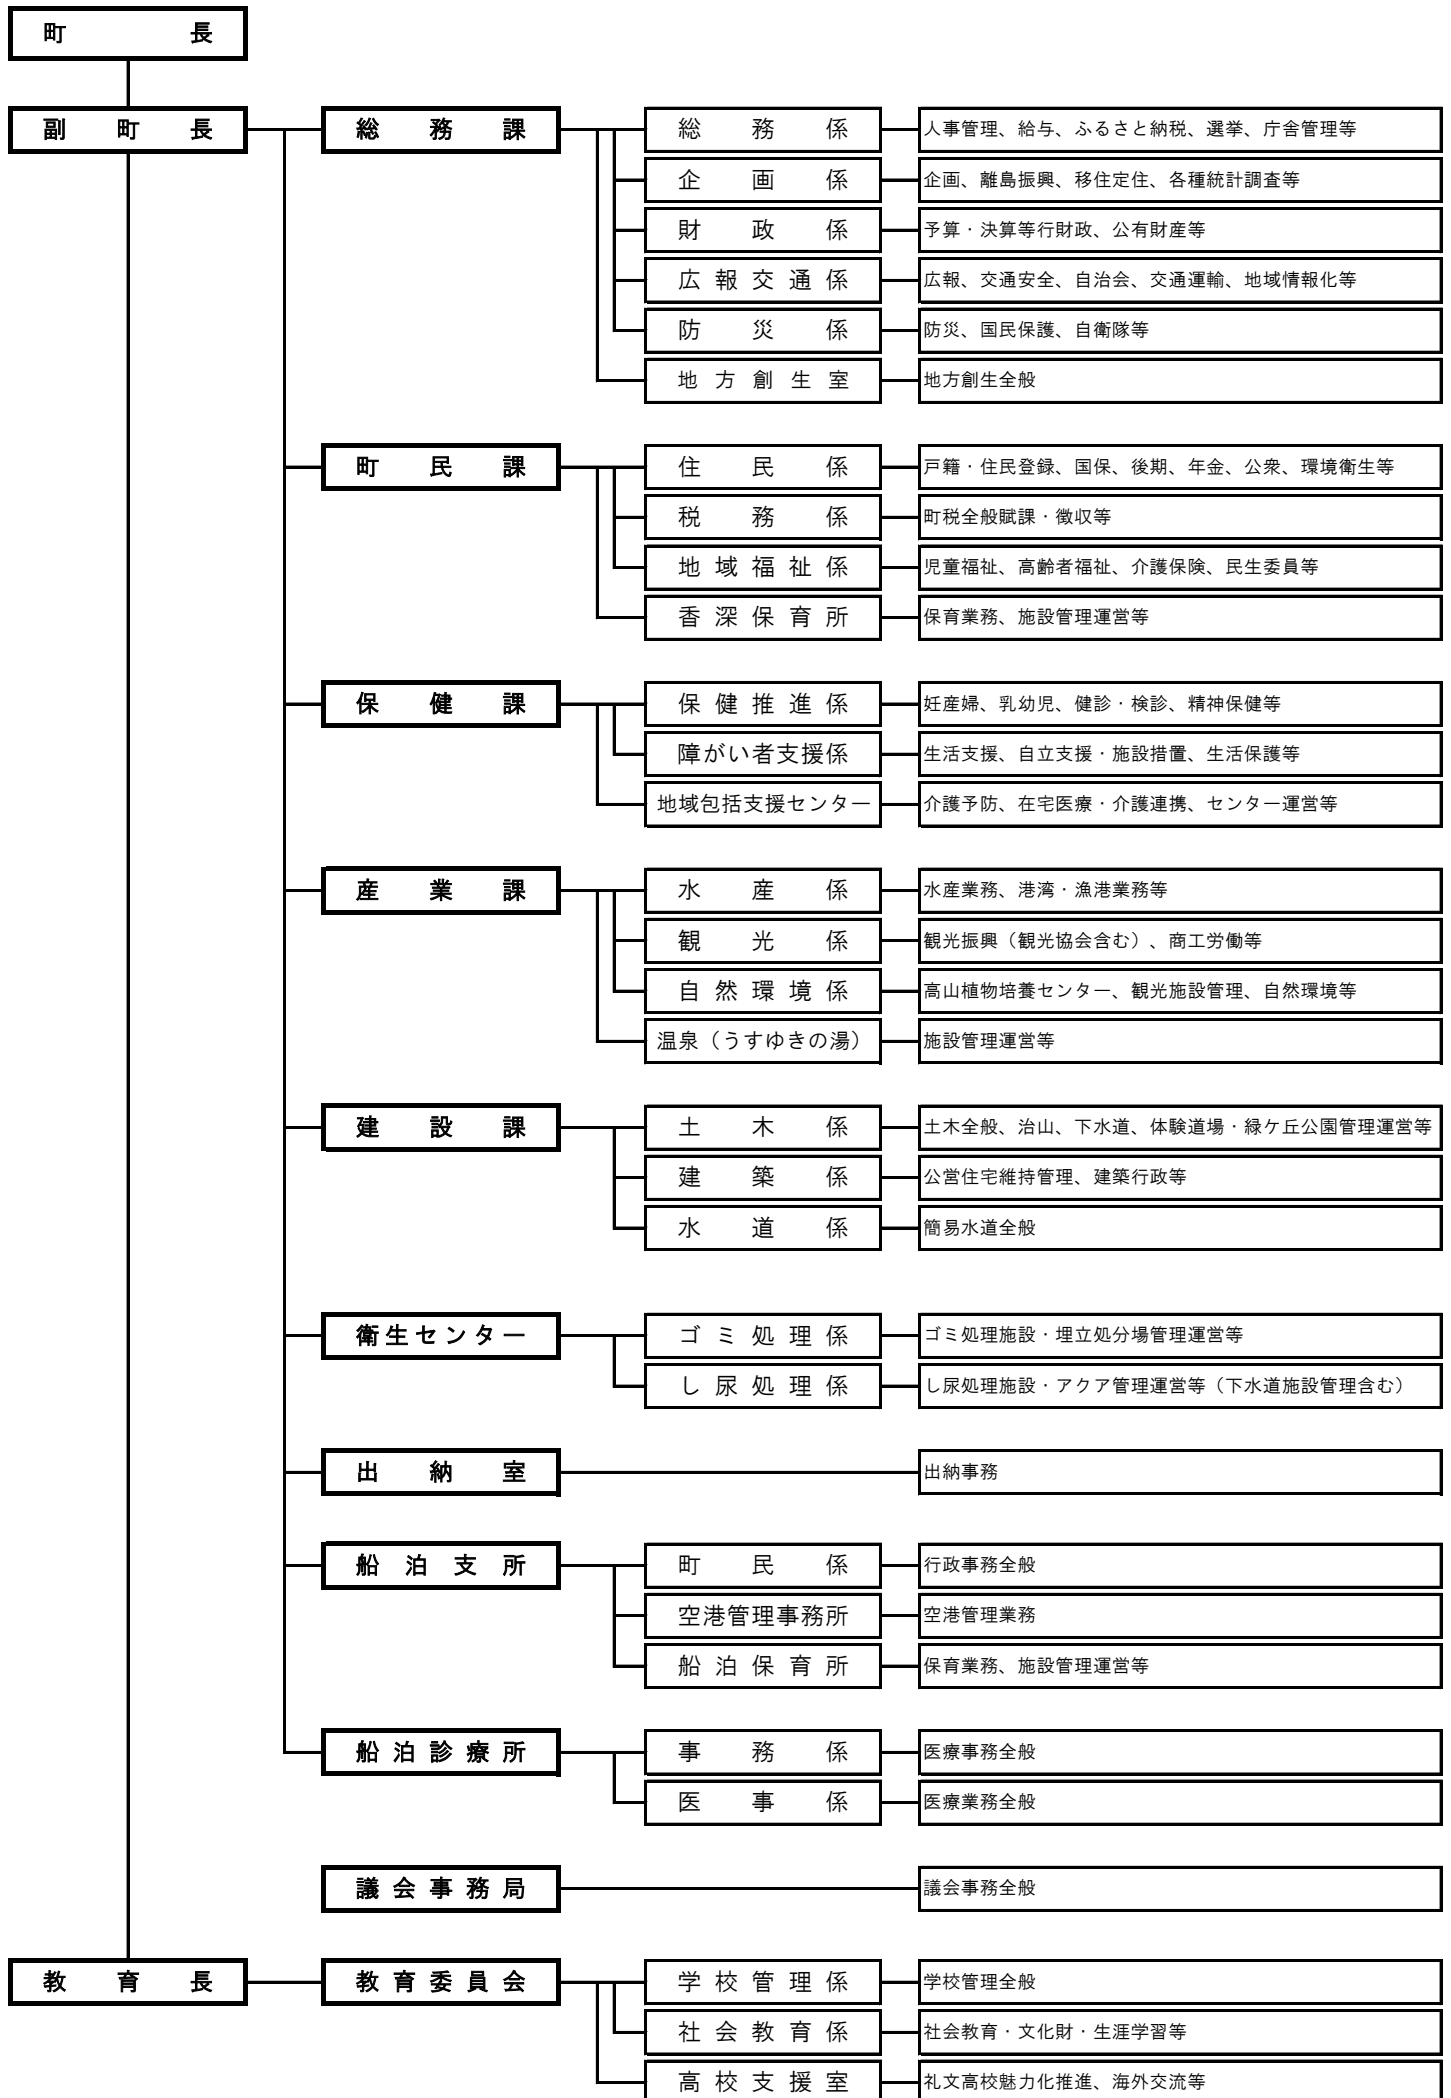 町長
副町長 総務課 総務係 人事管理、給与、ふるさと納税、選挙、庁舎管理等
企画係 企画、離島振興、移住定住、各種統計調査等
財政係 予算・決算等行財政、公有財産等
広報交通係 広報、交通安全、自治会、交通運輸、地域情報化等
防災係 防災、国民保護、自衛隊等
地方創生室 地方創生全般
町民課 住民係 戸籍・住民登録、国保、後期、年金、公衆、環境衛生等
税務係 町税全般賦課・徴収等
地域福祉係 児童福祉、高齢者福祉、介護保険、民生委員等
香深保育所 保育業務、施設管理運営等
保健課 保健推進係 妊産婦、乳幼児、健診・検診、精神保健等
障がい者支援係 生活支援、自立支援・施設措置、生活保護等
地域包括支援センター 介護予防、在宅医療・介護連携、センター運営等
産業課 水産係 水産業務、港湾・漁港業務等
観光係 観光振興（観光協会含む）、商工労働等
自然環境係 高山植物培養センター、観光施設管理、自然環境等
温泉（うすゆきの湯） 施設管理運営等
建設課 土木係 土木全般、治山、下水道、体験道場・緑ケ丘公園管理運営等
建築係 公営住宅維持管理、建築行政等
水道係 簡易水道全般
衛生センター ゴミ処理係 ゴミ処理施設・埋立処分場管理運営等
し尿処理係 し尿処理施設・アクア管理運営等（下水道施設管理含む）
出納室 出納事務
船泊支所 町民係 行政事務全般
空港管理事務所 空港管理業務
船泊保育所 保育業務、施設管理運営等
船泊診療所 事務係 医療事務全般
医事係 医療業務全般
議会事務局 議会事務全般
教育長 教育委員会 学校管理係 学校管理全般
社会教育係 社会教育・文化財・生涯学習等
高校支援室 礼文高校魅力化推進、海外交流等